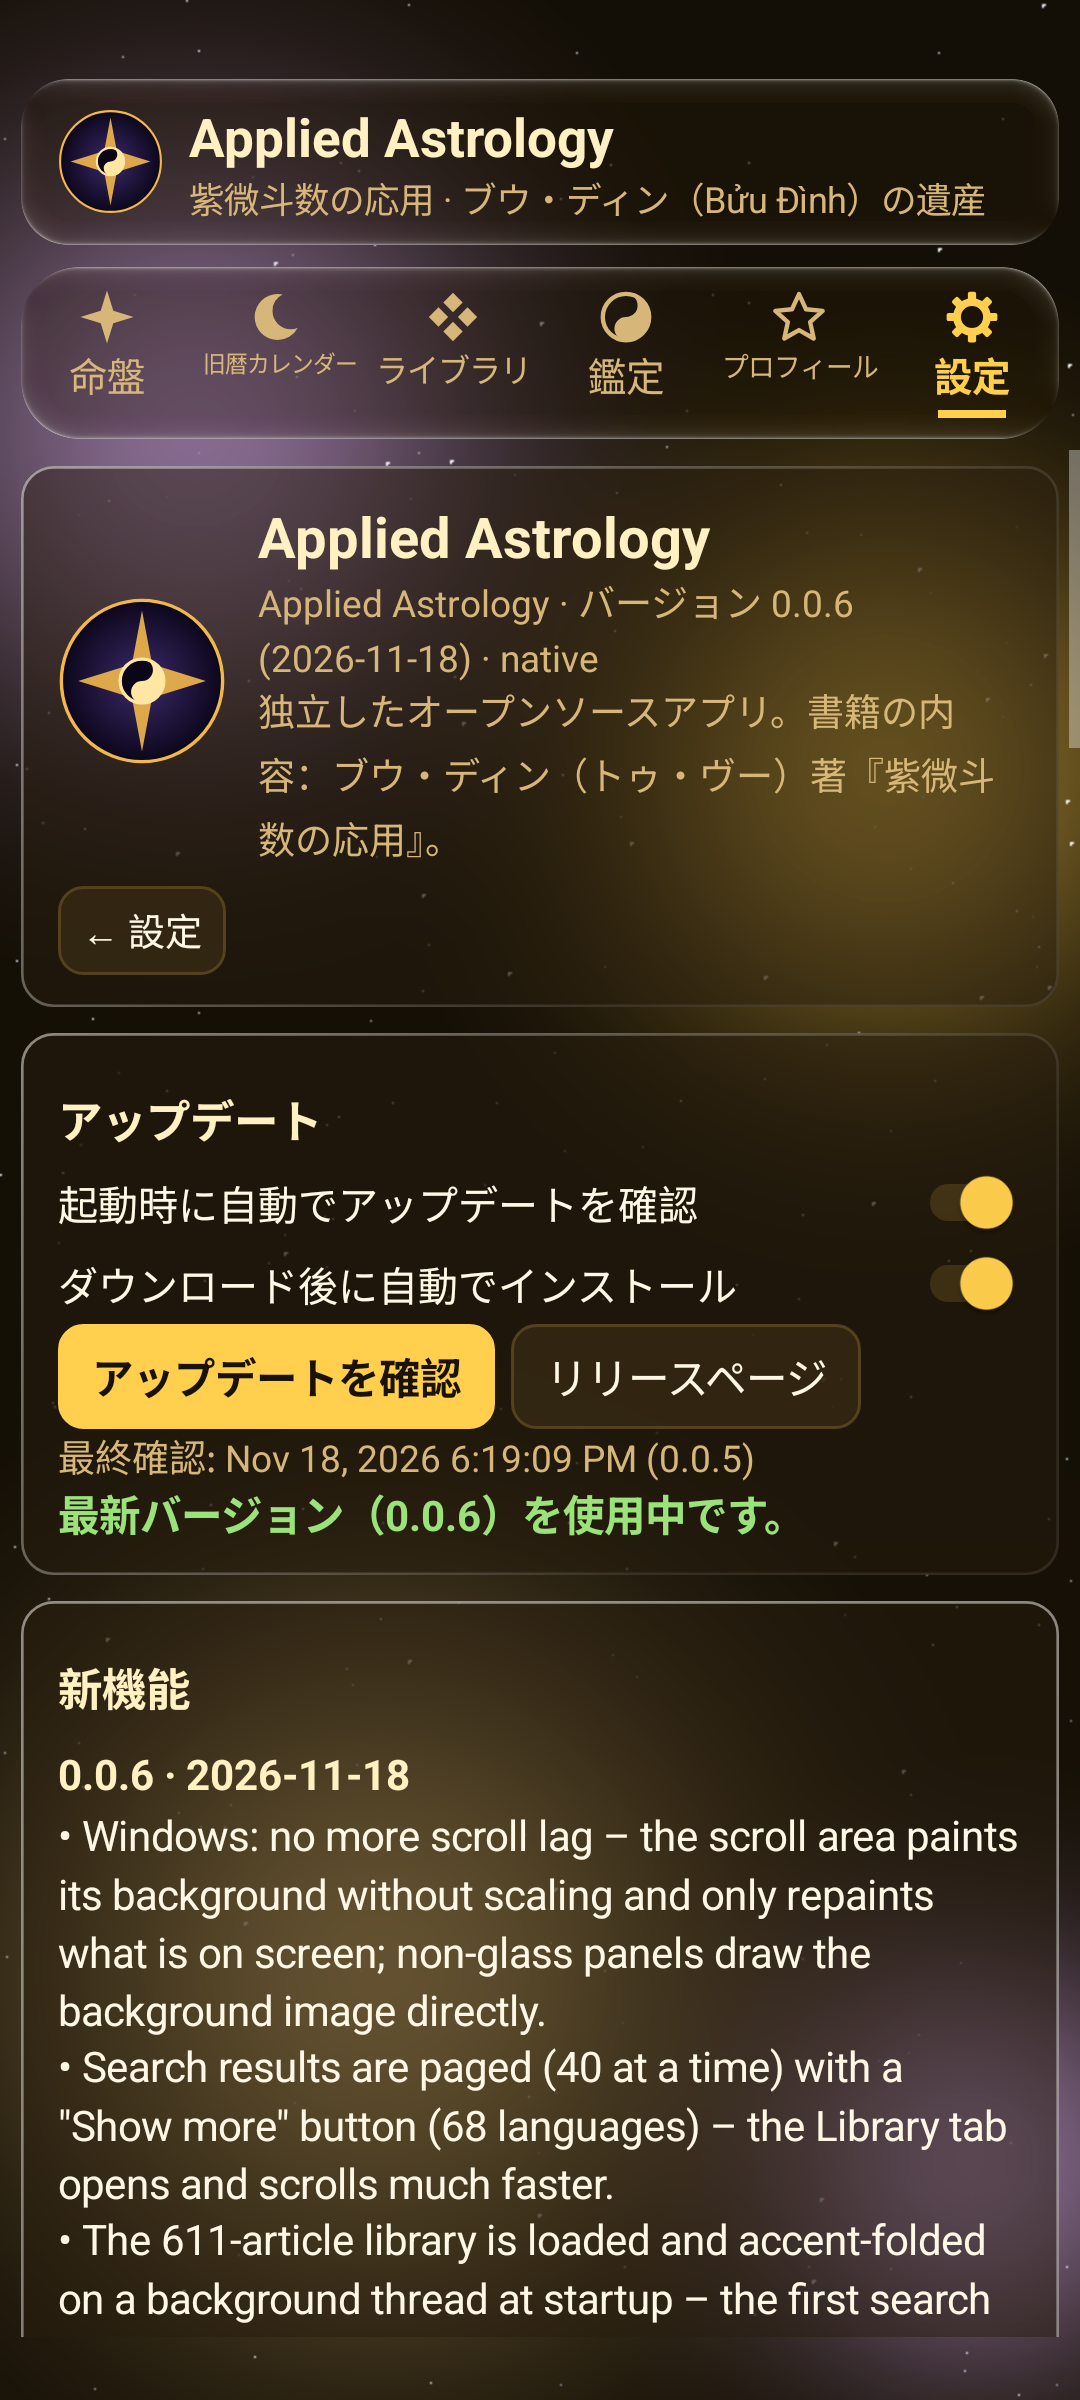 Applied Astrology
紫微斗数の応用 · ブウ・ディン（Bửu Đình）の遺産
命盤
旧暦カレンダー
ライブラリ
鑑定
プロフィール
設定
Applied Astrology
Applied Astrology · バージョン 0.0.6
(2026-11-18) · native
独立したオープンソースアプリ。書籍の内
容：ブウ・ディン（トゥ・ヴー）著『紫微斗
数の応用』。
← 設定
アップデート
起動時に自動でアップデートを確認
ダウンロード後に自動でインストール
アップデートを確認
リリースページ
最終確認: Nov 18, 2026 6:19:09 PM (0.0.5)
最新バージョン（0.0.6）を使用中です。
新機能
0.0.6 · 2026-11-18
• Windows: no more scroll lag – the scroll area paints
its background without scaling and only repaints
what is on screen; non-glass panels draw the
background image directly.
• Search results are paged (40 at a time) with a
"Show more" button (68 languages) – the Library tab
opens and scrolls much faster.
• The 611-article library is loaded and accent-folded
on a background thread at startup – the first search